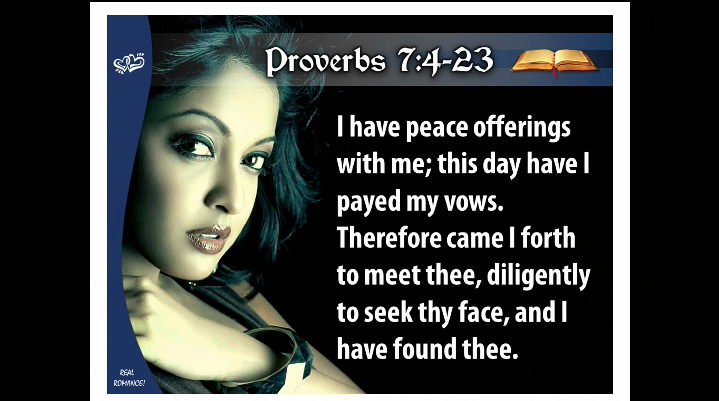 Proverbs 7:4-23
I have peace offerings
with me; this day have I
payed my vows.
Therefore came I forth
to meet thee, diligently
to seek thy face, and I
have found thee.
REAL
ROMANCE!